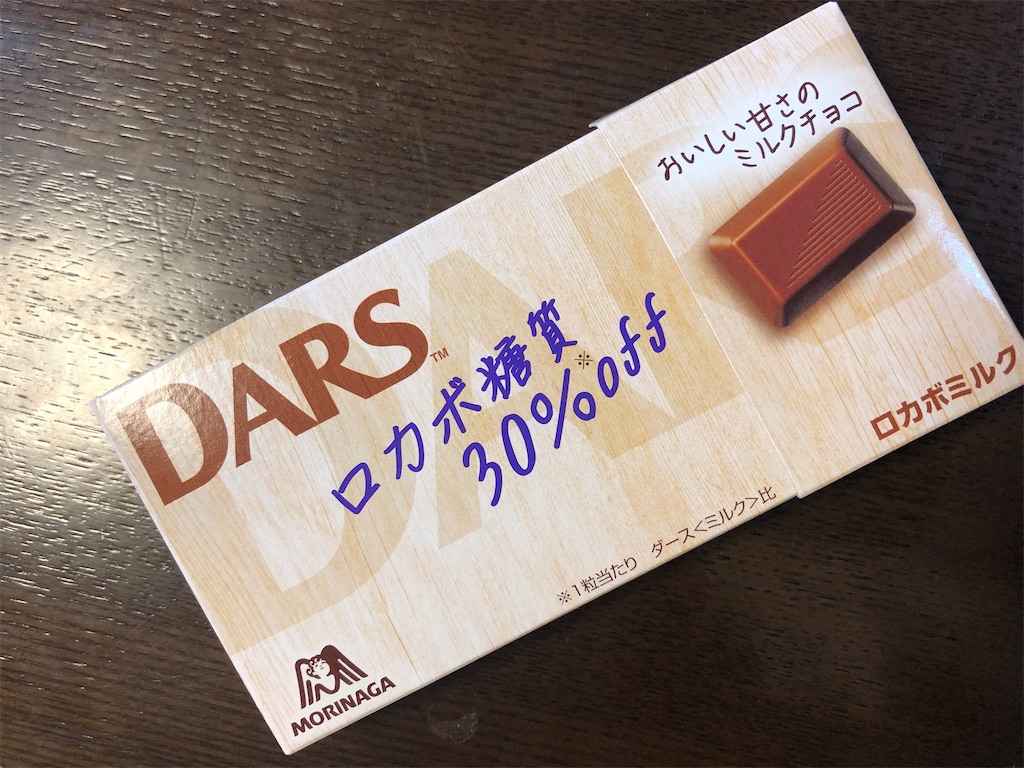 おいしい甘さの
ミルクチョコ
DARS™
ロカボ糖質
30%off※
ロカボミルク
※1粒当たり ダース<ミルク>比
MORINAGA